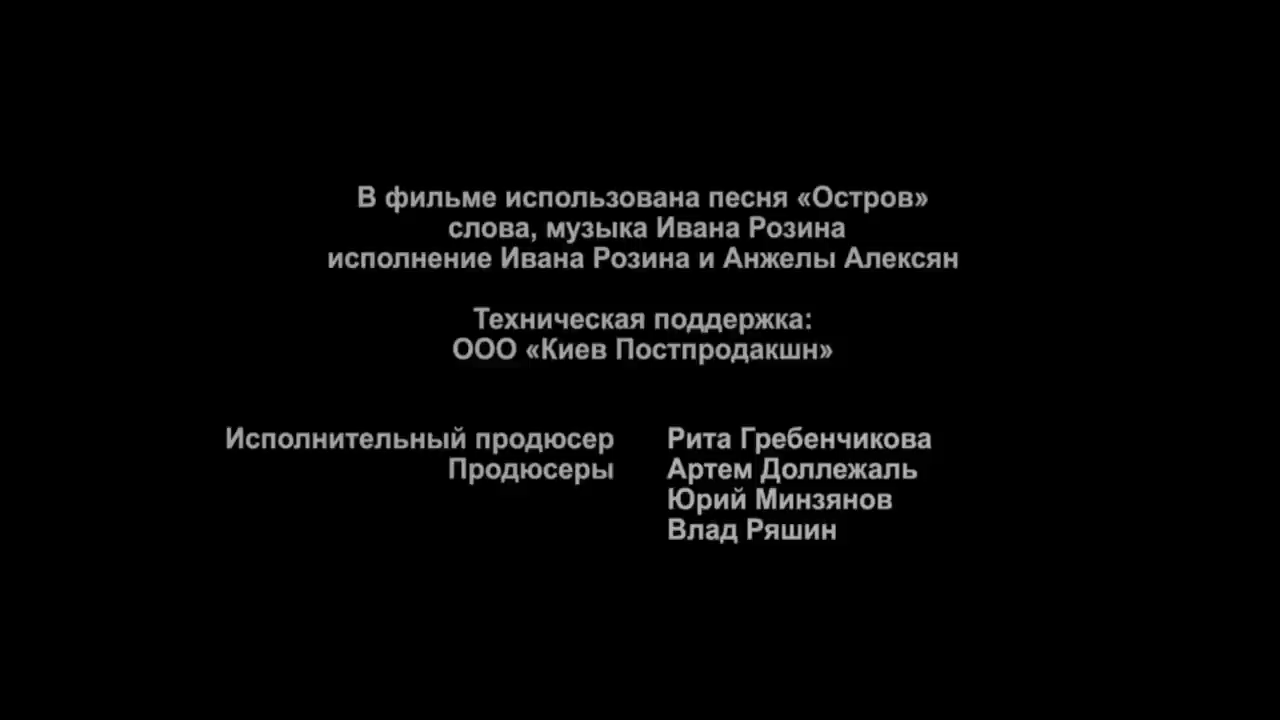 В фильме использована песня «Остров»
слова, музыка Ивана Розина
исполнение Ивана Розина и Анжелы Алексян
Техническая поддержка:
ООО «Киев Постпродакшн»
Исполнительный продюсер Рита Гребенчикова
Продюсеры Артем Доллежаль
Юрий Минзянов
Влад Ряшин